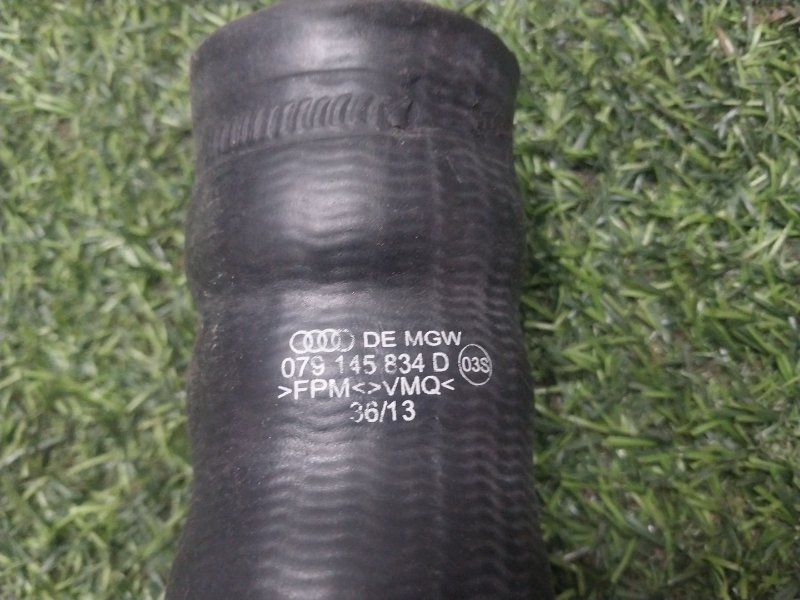 DE MGW
079 145 834 D 03S
>FPM<>VMQ<
36/13